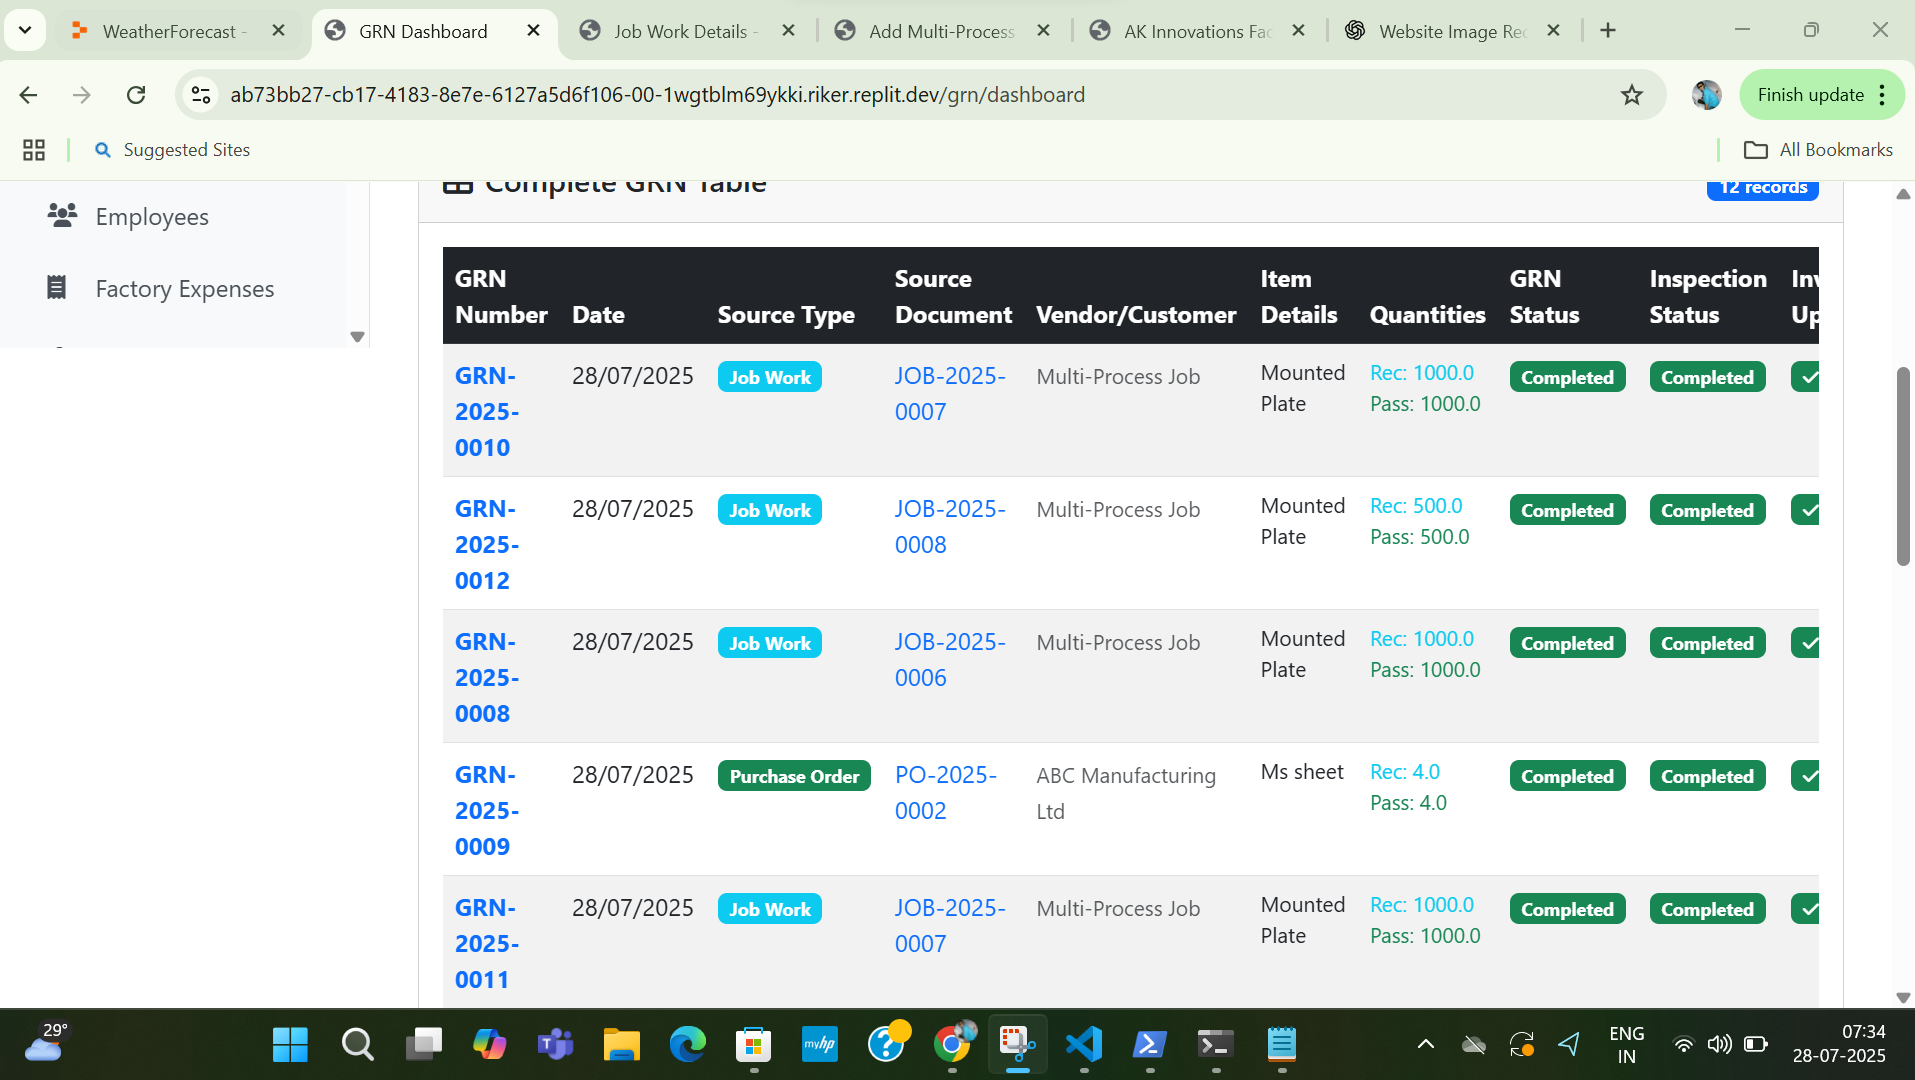 WeatherForecast -
GRN Dashboard
Job Work Details -
Add Multi-Process
AK Innovations Fac
Website Image Rec
ab73bb27-cb17-4183-8e7e-6127a5d6f106-00-1wgtblm69ykki.riker.replit.dev/grn/dashboard
Finish update
Suggested Sites
All Bookmarks
Employees
Factory Expenses
Complete GRN Table
12 records
GRN Number Date Source Type Source Document Vendor/Customer Item Details Quantities GRN Status Inspection Status Inv Up
GRN- 28/07/2025 Job Work JOB-2025- Multi-Process Job Mounted Rec: 1000.0 Completed Completed
2025- 0007 Plate Pass: 1000.0
0010
GRN- 28/07/2025 Job Work JOB-2025- Multi-Process Job Mounted Rec: 500.0 Completed Completed
2025- 0008 Plate Pass: 500.0
0012
GRN- 28/07/2025 Job Work JOB-2025- Multi-Process Job Mounted Rec: 1000.0 Completed Completed
2025- 0006 Plate Pass: 1000.0
0008
GRN- 28/07/2025 Purchase Order PO-2025- ABC Manufacturing Ms sheet Rec: 4.0 Completed Completed
2025- 0002 Ltd Pass: 4.0
0009
GRN- 28/07/2025 Job Work JOB-2025- Multi-Process Job Mounted Rec: 1000.0 Completed Completed
2025- 0007 Plate Pass: 1000.0
0011
29°
myhp
ENG
IN
07:34
28-07-2025